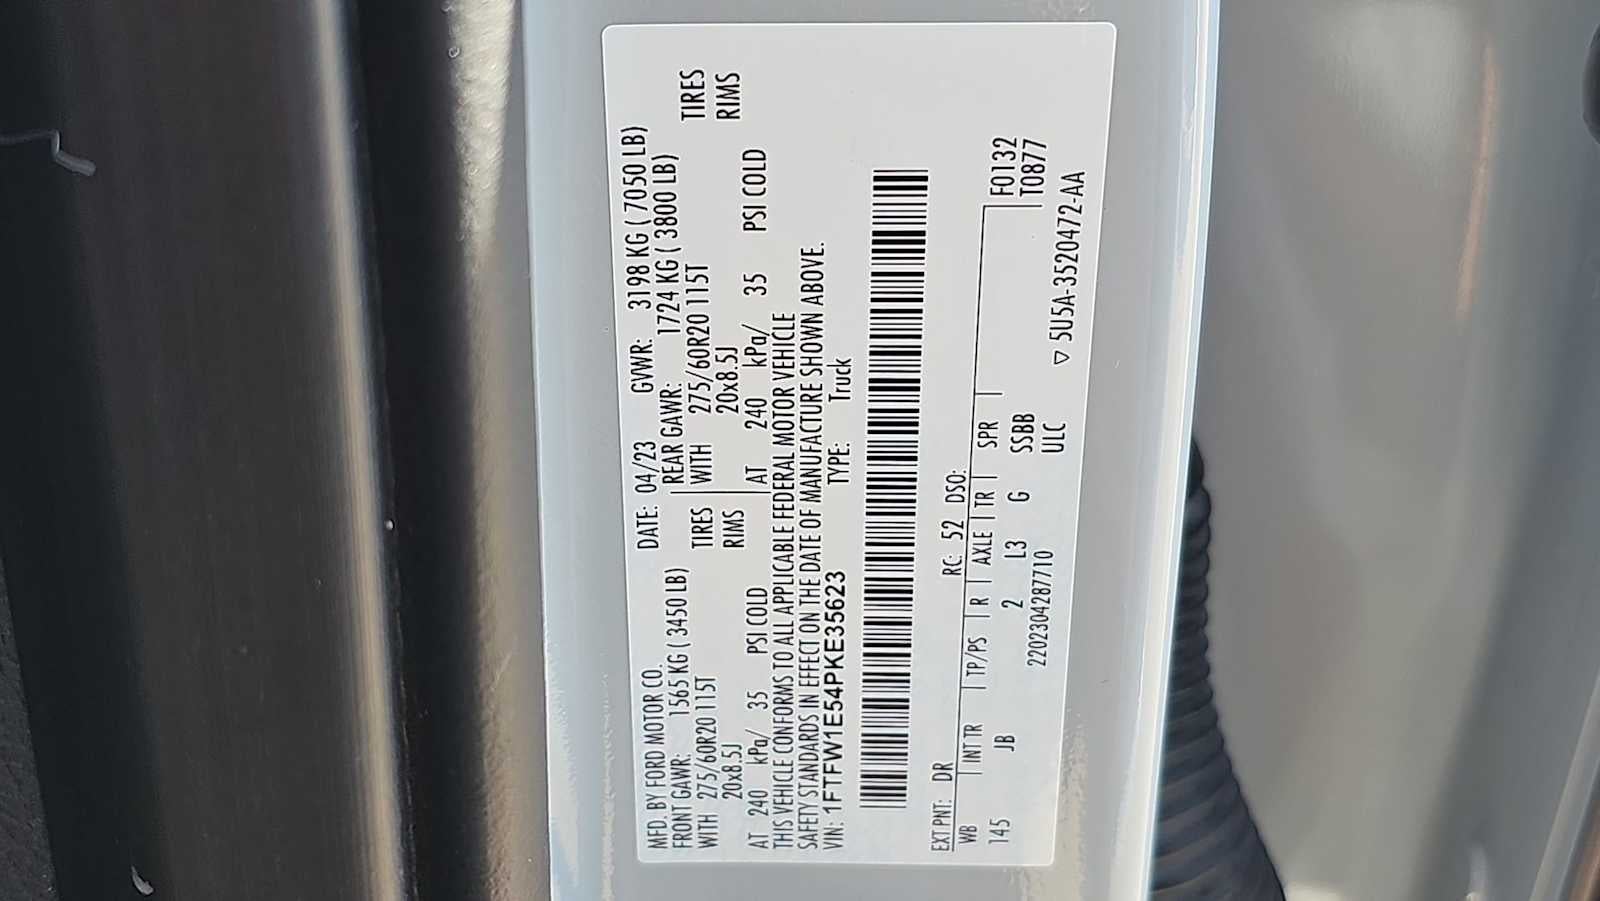 MFD. BY FORD MOTOR CO. DATE: 04/23 GVWR: 3198 KG ( 7050 LB)
FRONT GAWR: 1565 KG ( 3450 LB) REAR GAWR: 1724 KG ( 3800 LB)
WITH 275/60R20 115T TIRES WITH 275/60R20 115T TIRES
20x8.5J RIMS 20x8.5J RIMS
AT 240 kPa/ 35 PSI COLD AT 240 kPa/ 35 PSI COLD
THIS VEHICLE CONFORMS TO ALL APPLICABLE FEDERAL MOTOR VEHICLE
SAFETY STANDARDS IN EFFECT ON THE DATE OF MANUFACTURE SHOWN ABOVE.
VIN: 1FTFW1E54PKE35623 TYPE: Truck
EXT PNT: DR RC: 52 DSO:
WB INT TR TP/PS R AXLE TR SPR F0132
145 JB 2 L3 G SSBB T0877
2202304287710 ULC ▽ 5U5A-3520472-AA